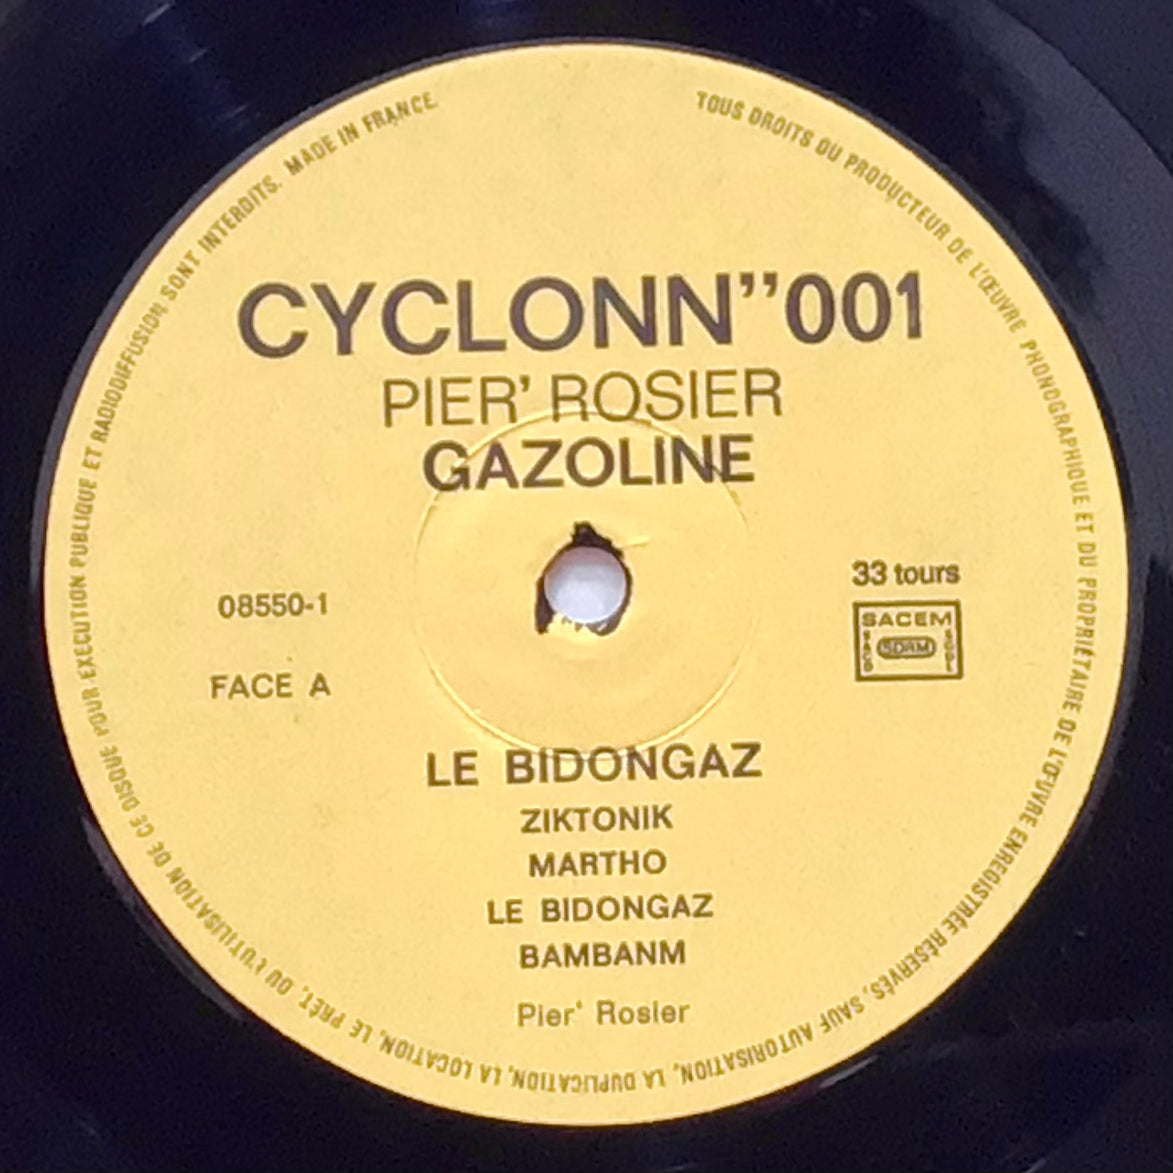 TOUS DROITS DU PRODUCTEUR DE L'ŒUVRE PHONOGRAPHIQUE ET DU PROPRIÉTAIRE DE L'ŒUVRE ENREGISTRÉE RÉSERVÉS, SAUF AUTORISATION, LA DUPLICATION, LA LOCATION, LE PRÊT, OU L'UTILISATION DE CE DISQUE POUR EXECUTION PUBLIQUE ET RADIODIFFUSION SONT INTERDITS. MADE IN FRANCE.
CYCLONN"001
PIER' ROSIER
GAZOLINE
33 tours
08550-1
SACEM
SACD SDRM SGDL
FACE A
LE BIDONGAZ
ZIKTONIK
MARTHO
LE BIDONGAZ
BAMBANM
Pier' Rosier